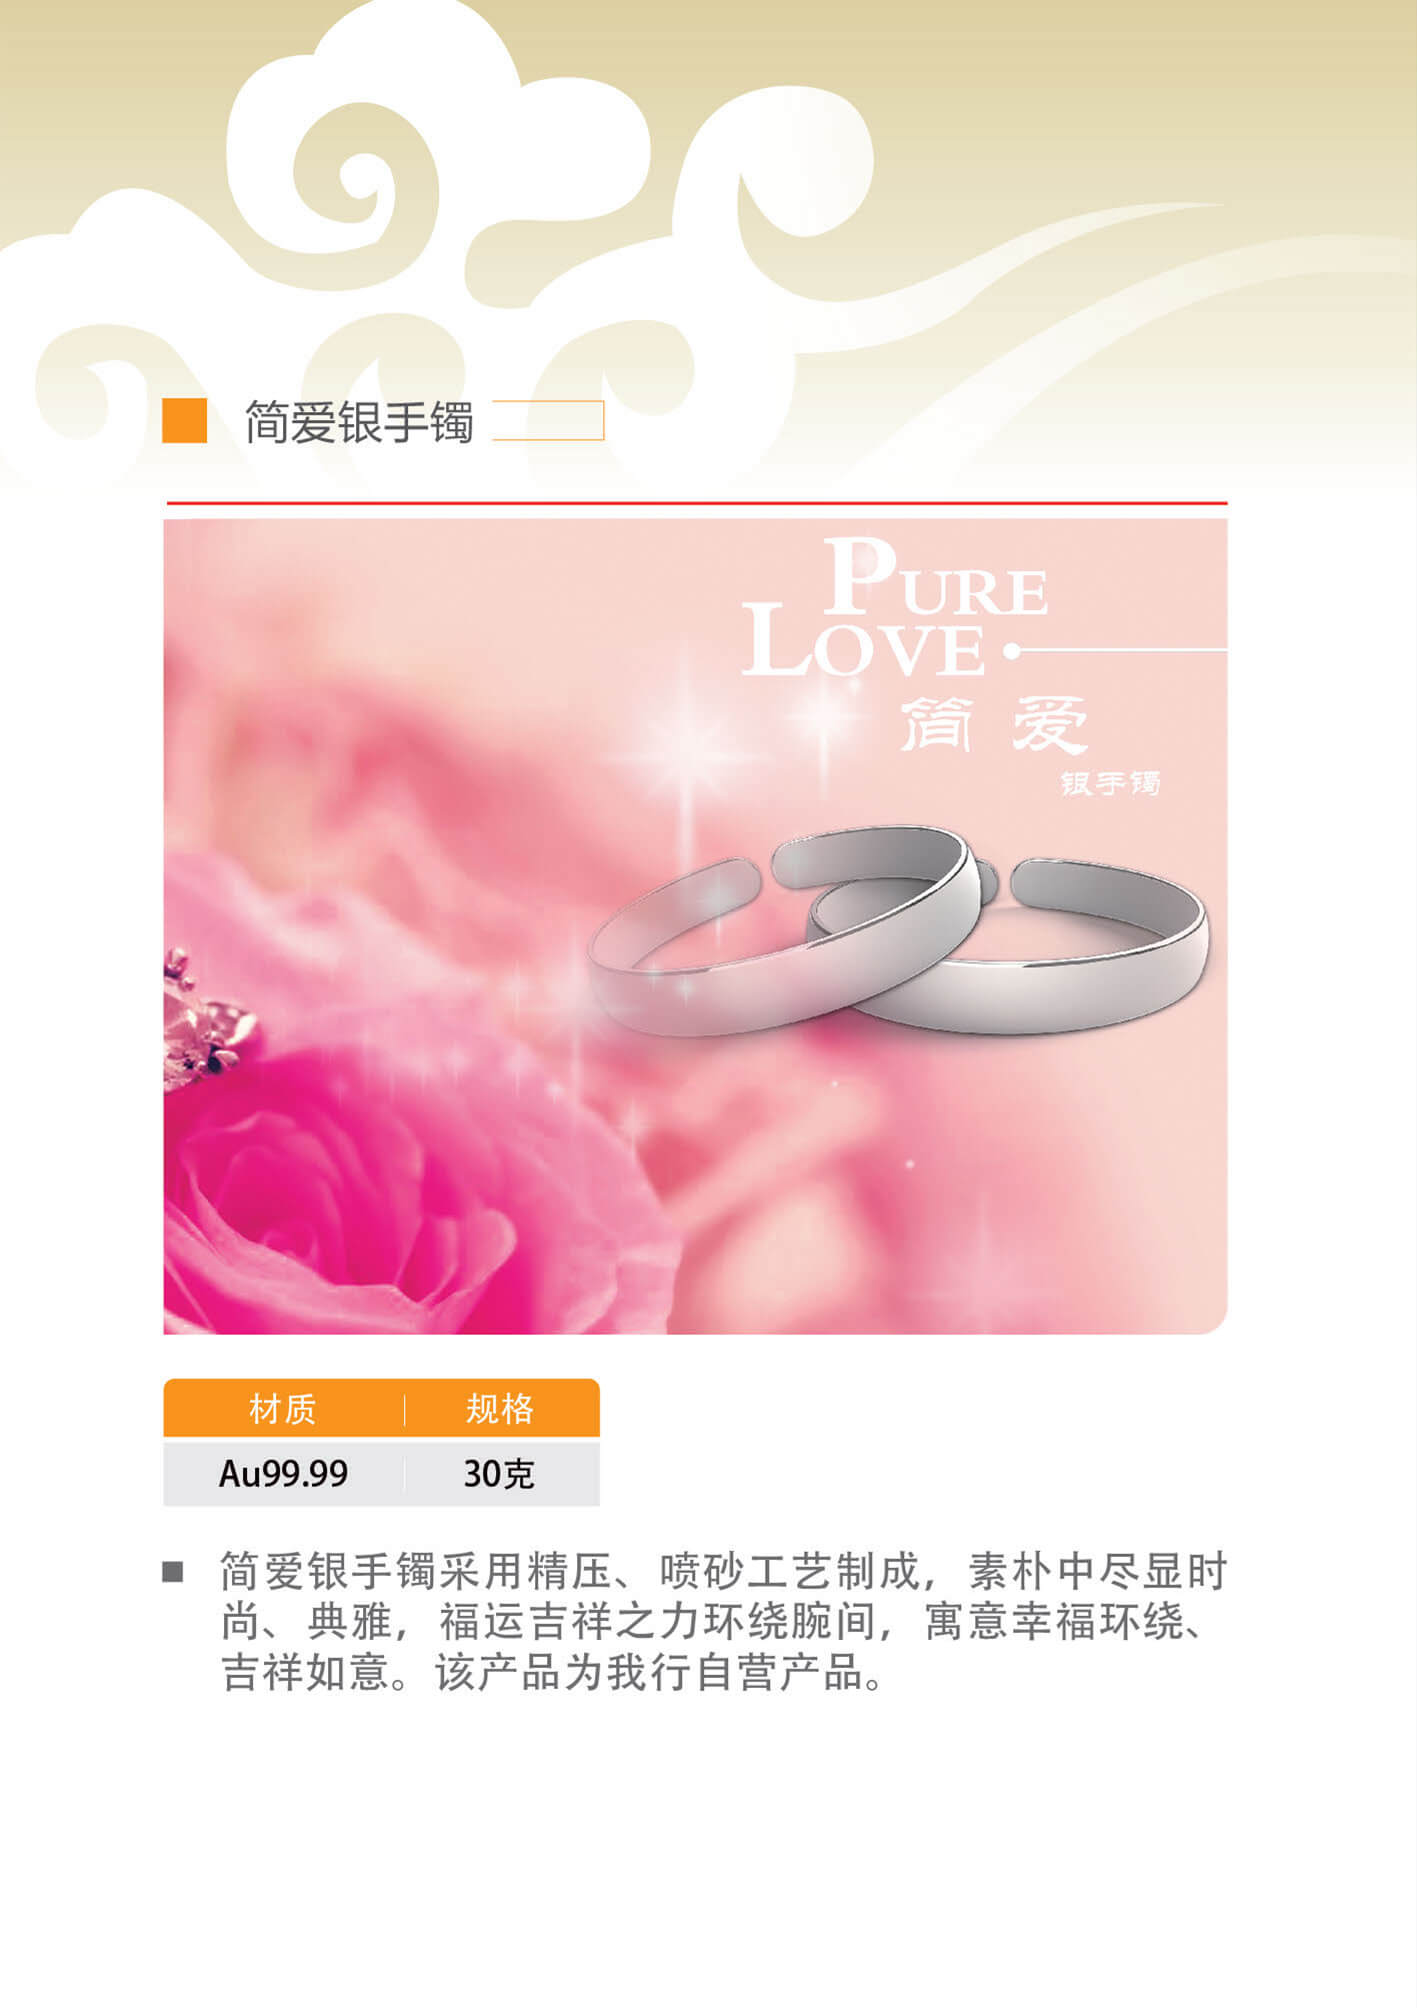 简爱银手镯
PURE
LOVE
简爱
银手镯
材质 规格
Au99.99 30克
简爱银手镯采用精压、喷砂工艺制成，素朴中尽显时
尚、典雅，福运吉祥之力环绕腕间，寓意幸福环绕、
吉祥如意。该产品为我行自营产品。